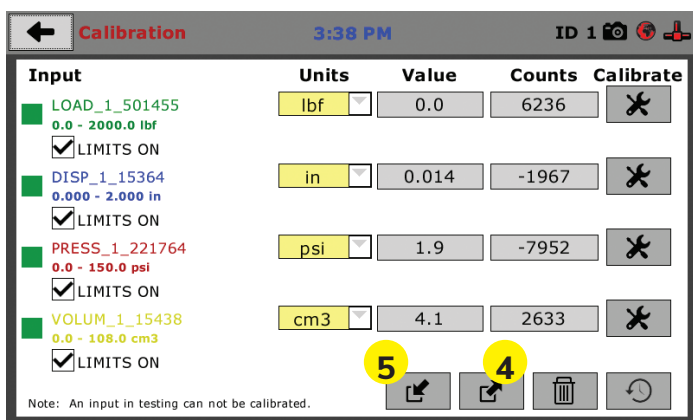 Calibration 3:38 PM ID 1
Input Units Value Counts Calibrate
LOAD_1_501455 lbf 0.0 6236
0.0 - 2000.0 lbf
LIMITS ON
DISP_1_15364 in 0.014 -1967
0.000 - 2.000 in
LIMITS ON
PRESS_1_221764 psi 1.9 -7952
0.0 - 150.0 psi
LIMITS ON
VOLUM_1_15438 cm3 4.1 2633
0.0 - 108.0 cm3
LIMITS ON
5 4
Note: An input in testing can not be calibrated.